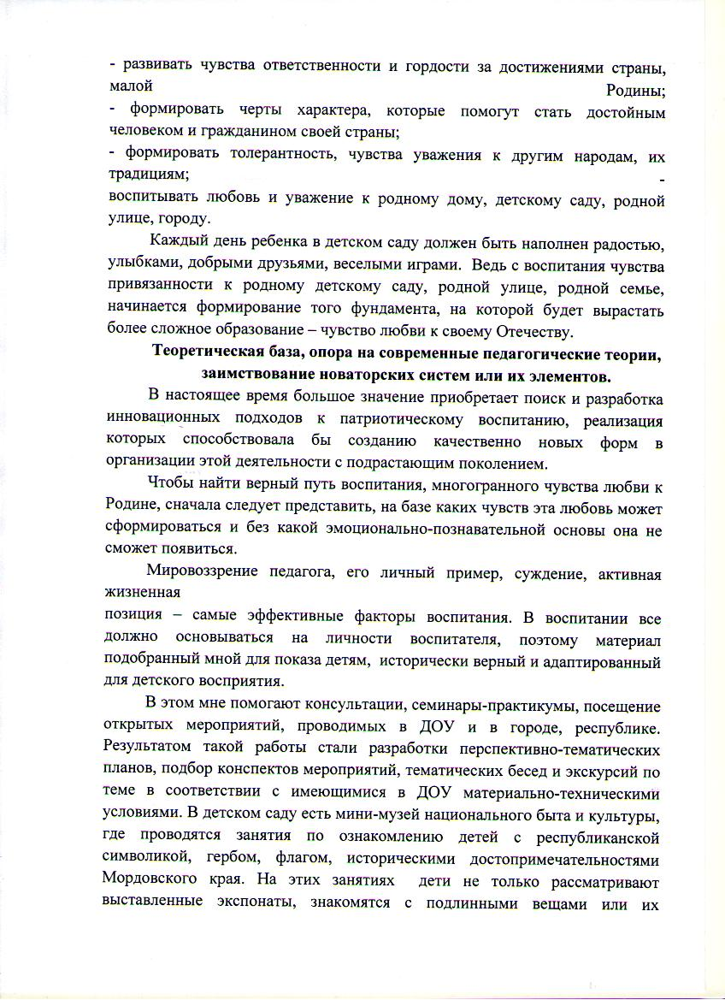 - развивать чувства ответственности и гордости за достижениями страны,
малой Родины;
- формировать черты характера, которые помогут стать достойным
человеком и гражданином своей страны;
- формировать толерантность, чувства уважения к другим народам, их
традициям; -
воспитывать любовь и уважение к родному дому, детскому саду, родной
улице, городу.
Каждый день ребенка в детском саду должен быть наполнен радостью,
улыбками, добрыми друзьями, веселыми играми. Ведь с воспитания чувства
привязанности к родному детскому саду, родной улице, родной семье,
начинается формирование того фундамента, на которой будет вырастать
более сложное образование – чувство любви к своему Отечеству.
Теоретическая база, опора на современные педагогические теории,
заимствование новаторских систем или их элементов.
В настоящее время большое значение приобретает поиск и разработка
инновационных подходов к патриотическому воспитанию, реализация
которых способствовала бы созданию качественно новых форм в
организации этой деятельности с подрастающим поколением.
Чтобы найти верный путь воспитания, многогранного чувства любви к
Родине, сначала следует представить, на базе каких чувств эта любовь может
сформироваться и без какой эмоционально-познавательной основы она не
сможет появиться.
Мировоззрение педагога, его личный пример, суждение, активная
жизненная
позиция – самые эффективные факторы воспитания. В воспитании все
должно основываться на личности воспитателя, поэтому материал
подобранный мной для показа детям, исторически верный и адаптированный
для детского восприятия.
В этом мне помогают консультации, семинары-практикумы, посещение
открытых мероприятий, проводимых в ДОУ и в городе, республике.
Результатом такой работы стали разработки перспективно-тематических
планов, подбор конспектов мероприятий, тематических бесед и экскурсий по
теме в соответствии с имеющимися в ДОУ материально-техническими
условиями. В детском саду есть мини-музей национального быта и культуры,
где проводятся занятия по ознакомлению детей с республиканской
символикой, гербом, флагом, историческими достопримечательностями
Мордовского края. На этих занятиях дети не только рассматривают
выставленные экспонаты, знакомятся с подлинными вещами или их